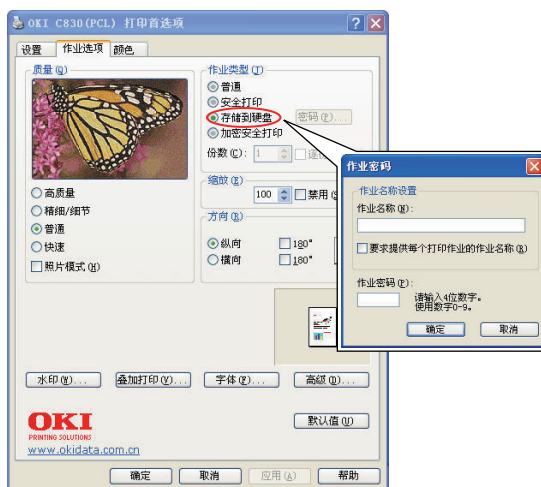 OKI C830(PCL) 打印首选项
设置 作业选项 颜色
质量(Q)
高质量
精细/细节
普通
快速
照片模式(H)
作业类型(T)
普通
安全打印
存储到硬盘
密码(P)...
加密安全打印
份数(C): 1
缩放(E)
100 禁用
方向(R)
纵向 180°
横向 180°
作业密码
作业名称设置
作业名称(N):
要求提供每个打印作业的作业名称(R)
作业密码(P):
请输入4位数字。
使用数字0-9。
确定 取消
水印(W)... 叠加打印(V)... 字体(F)... 高级(D)...
OKI
PRINTING SOLUTIONS
www.okidata.com.cn
默认值(U)
确定 取消 应用(A) 帮助